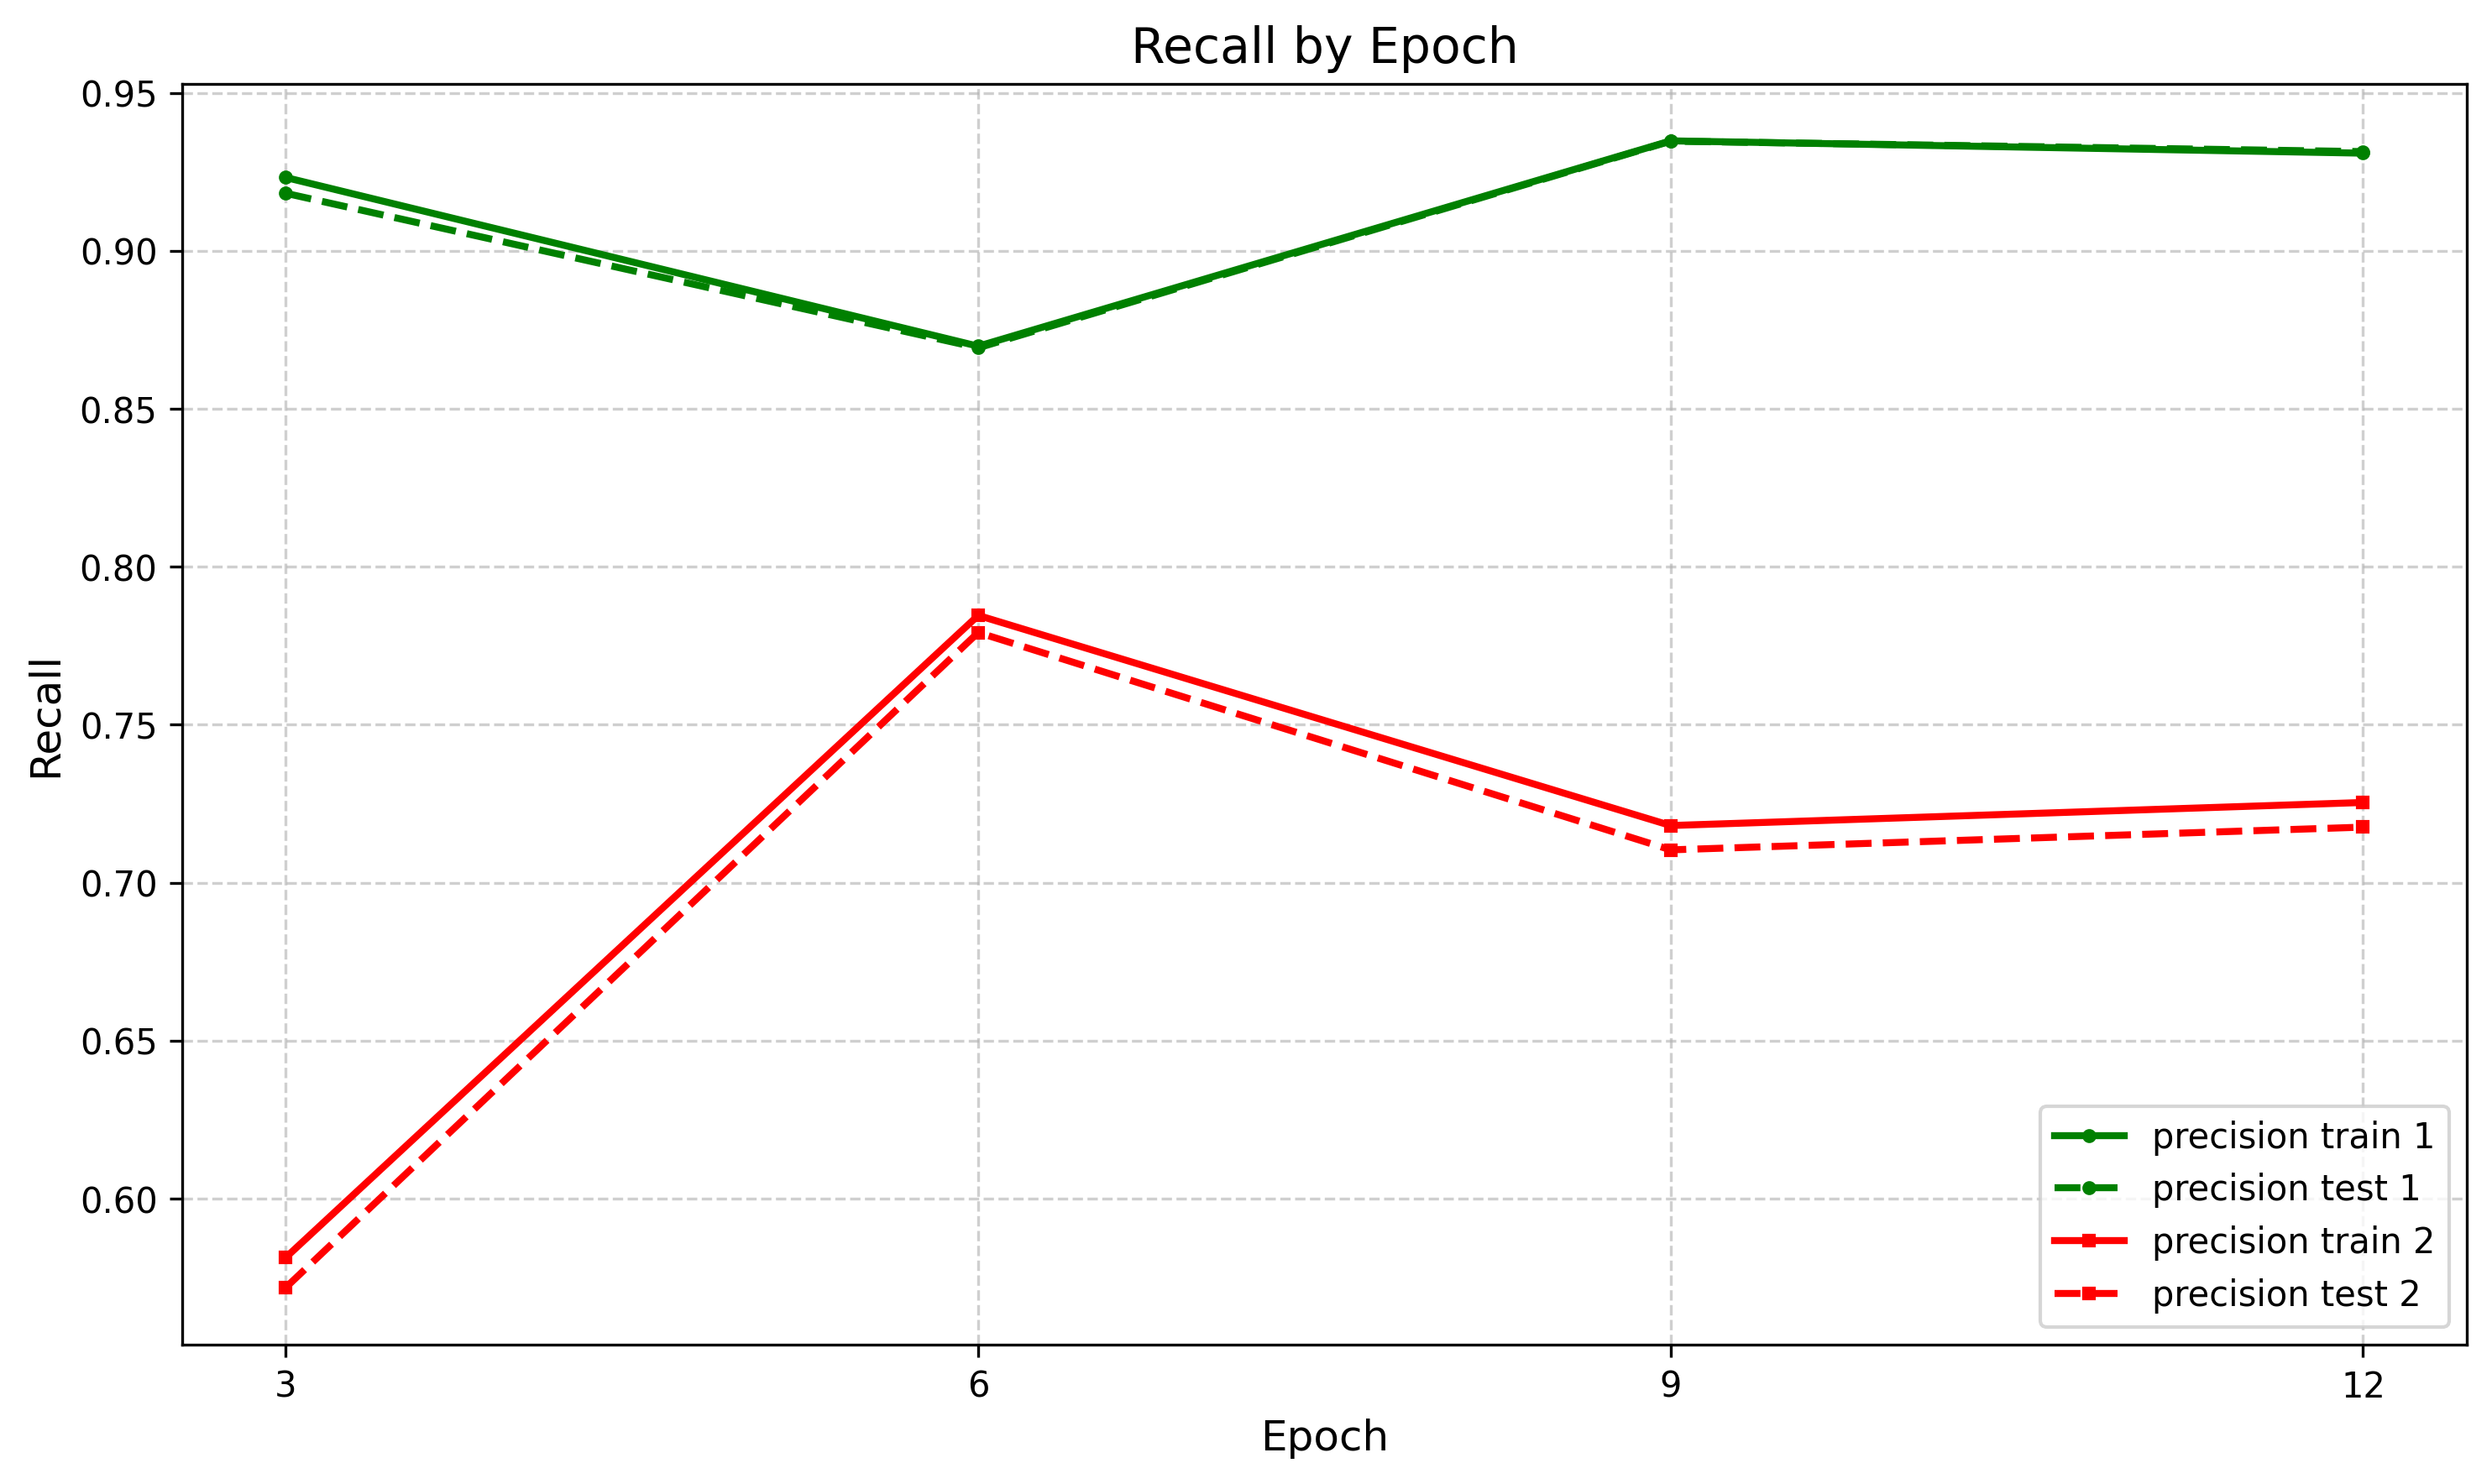 Recall by Epoch
Recall
0.95
0.90
0.85
0.80
0.75
0.70
0.65
0.60
3
6
9
12
Epoch
precision train 1
precision test 1
precision train 2
precision test 2